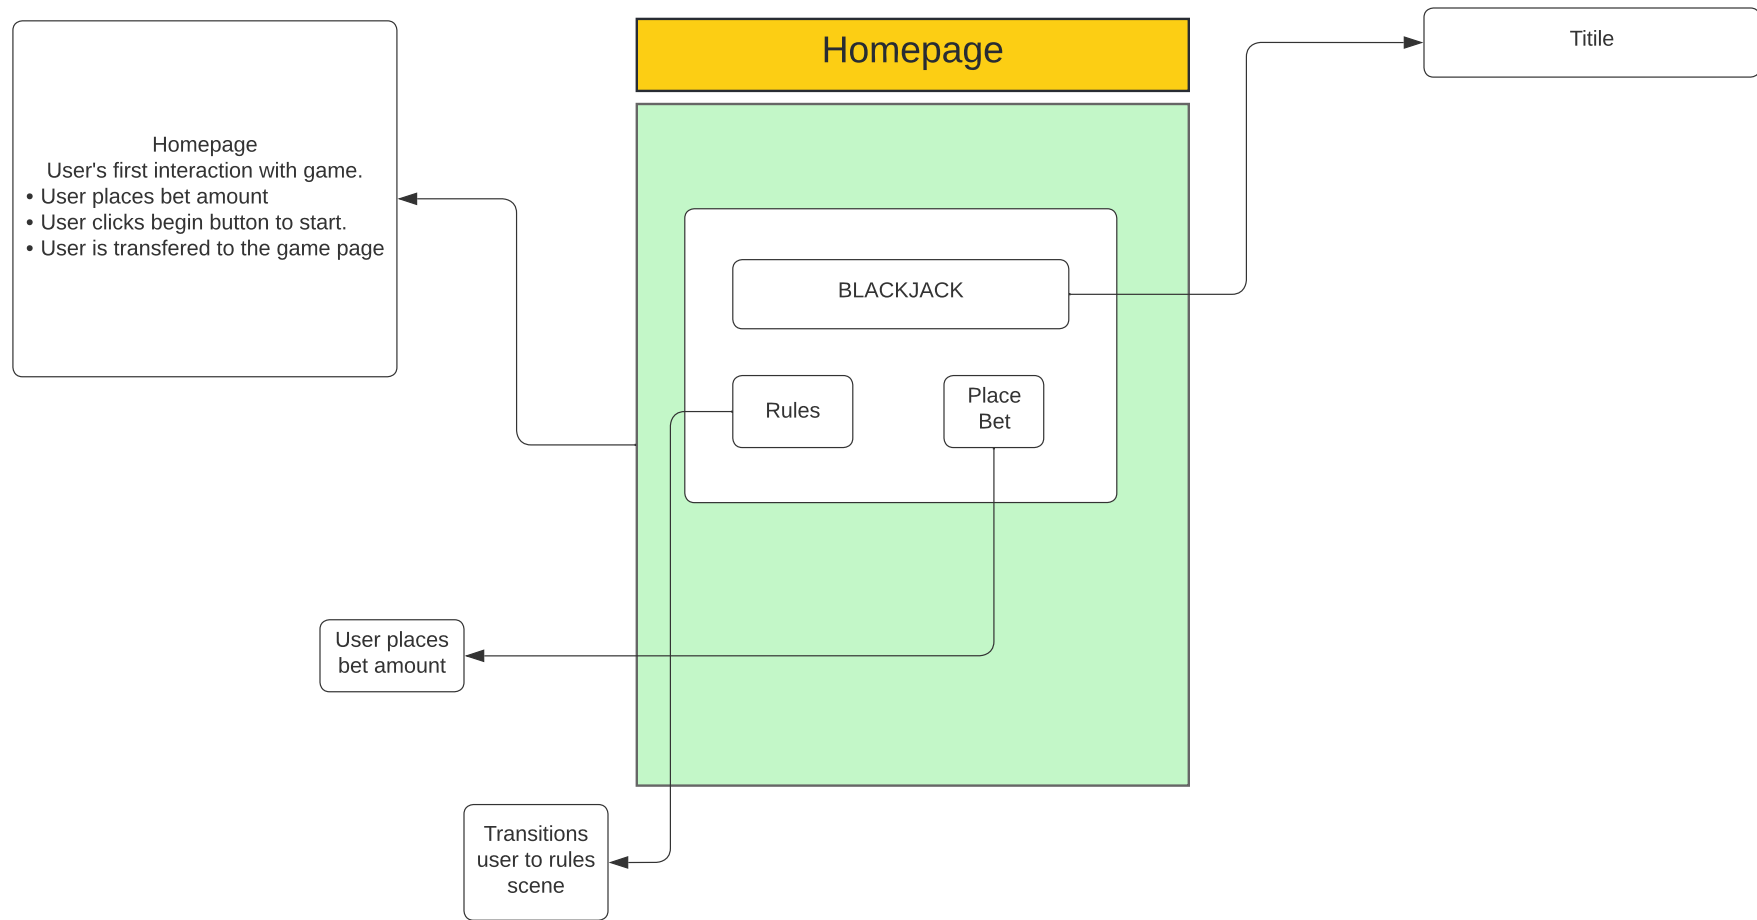 Homepage
Titile
Homepage
User's first interaction with game.
• User places bet amount
• User clicks begin button to start.
• User is transfered to the game page
BLACKJACK
Rules
Place
Bet
User places
bet amount
Transitions
user to rules
scene